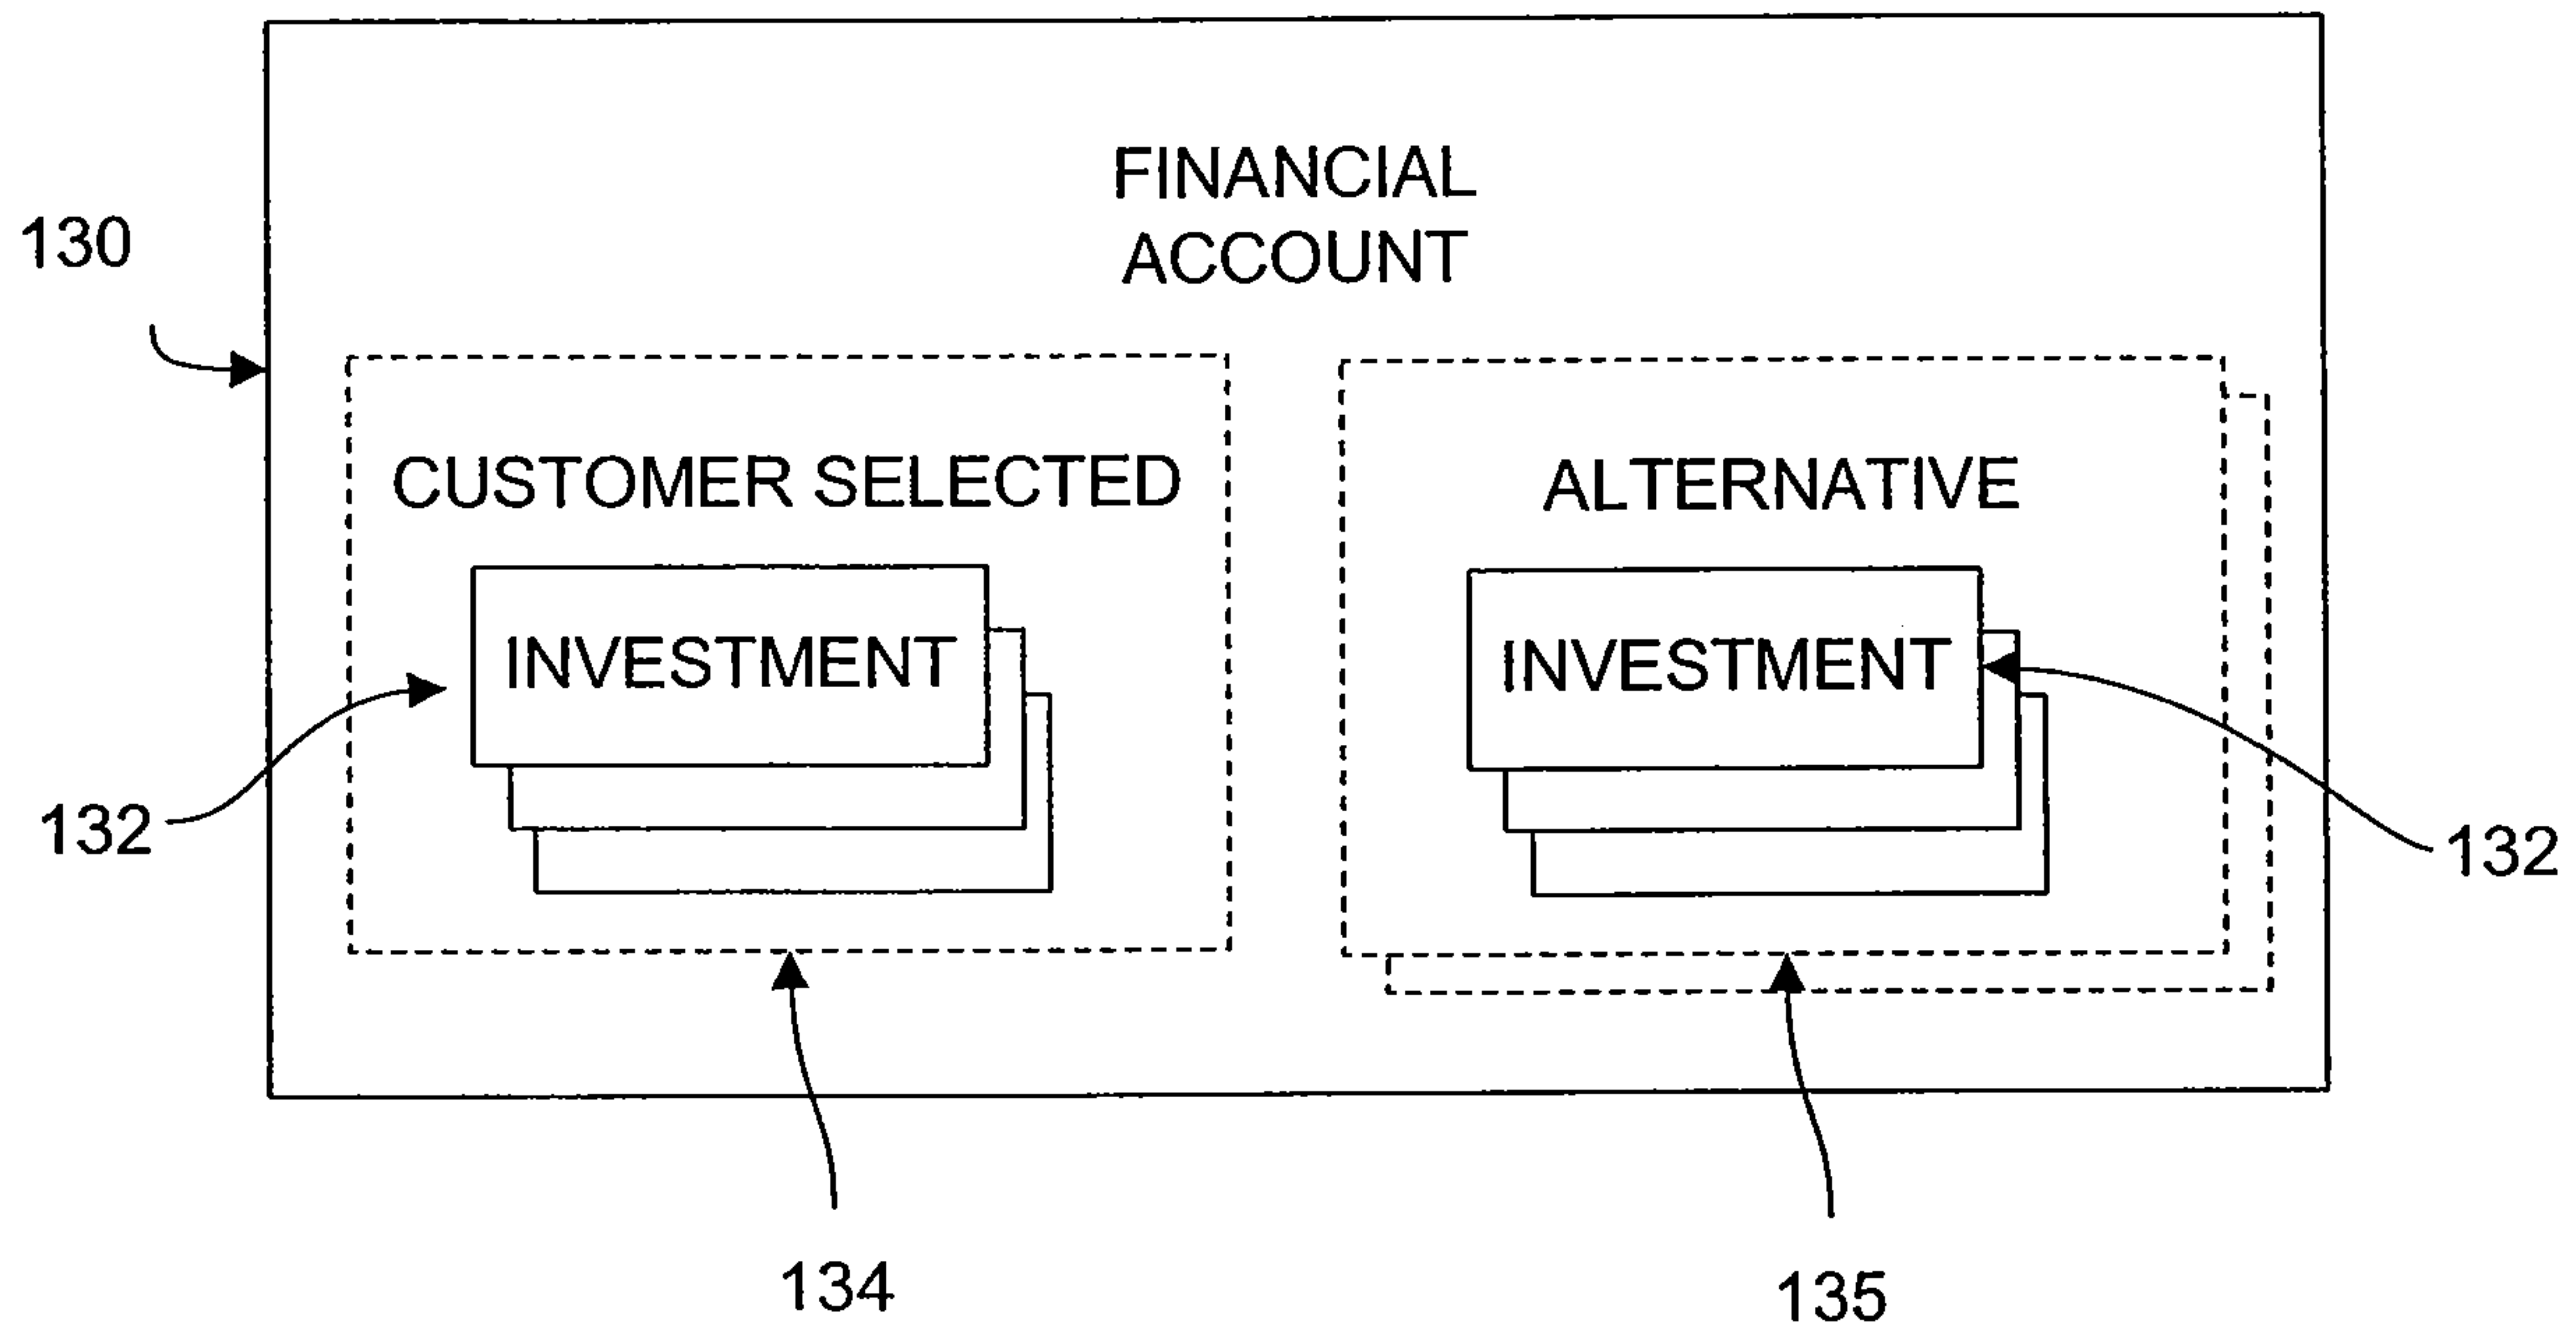 FINANCIAL
ACCOUNT
130
CUSTOMER SELECTED
ALTERNATIVE
INVESTMENT
INVESTMENT
132
132
134
135